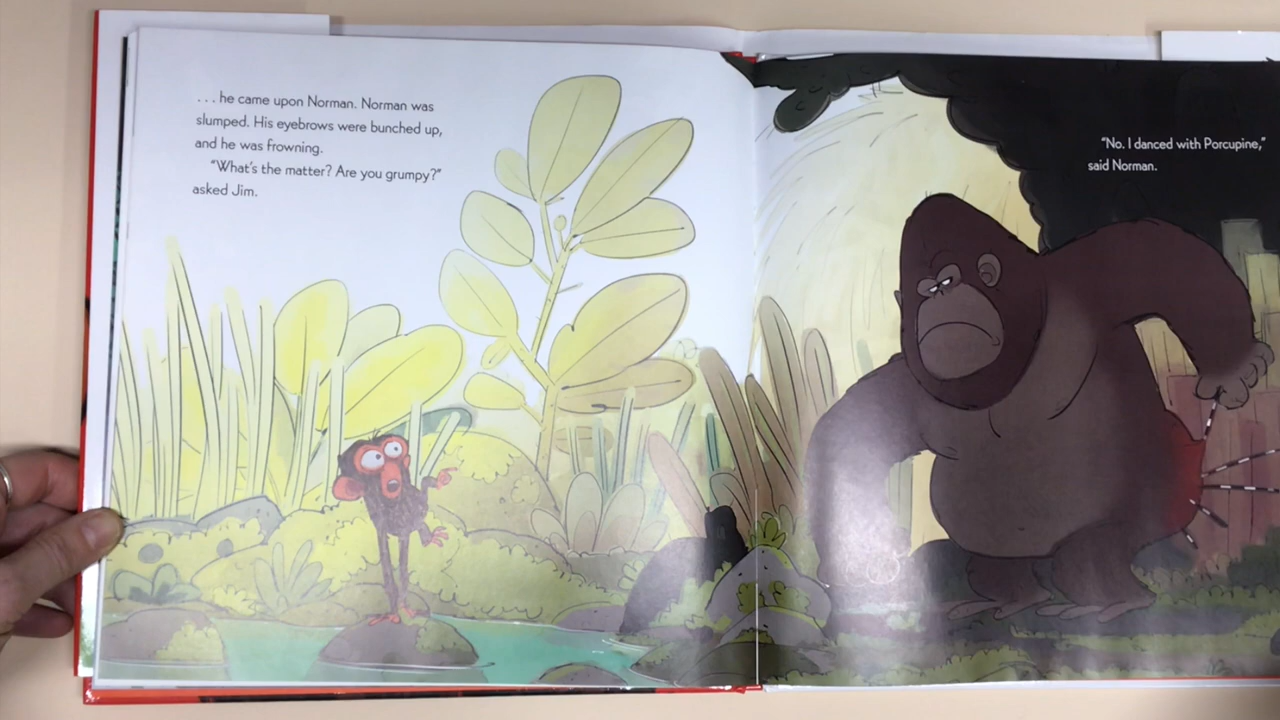 . . . he came upon Norman. Norman was
slumped. His eyebrows were bunched up,
and he was frowning.
“What’s the matter? Are you grumpy?”
asked Jim.
“No. I danced with Porcupine,”
said Norman.